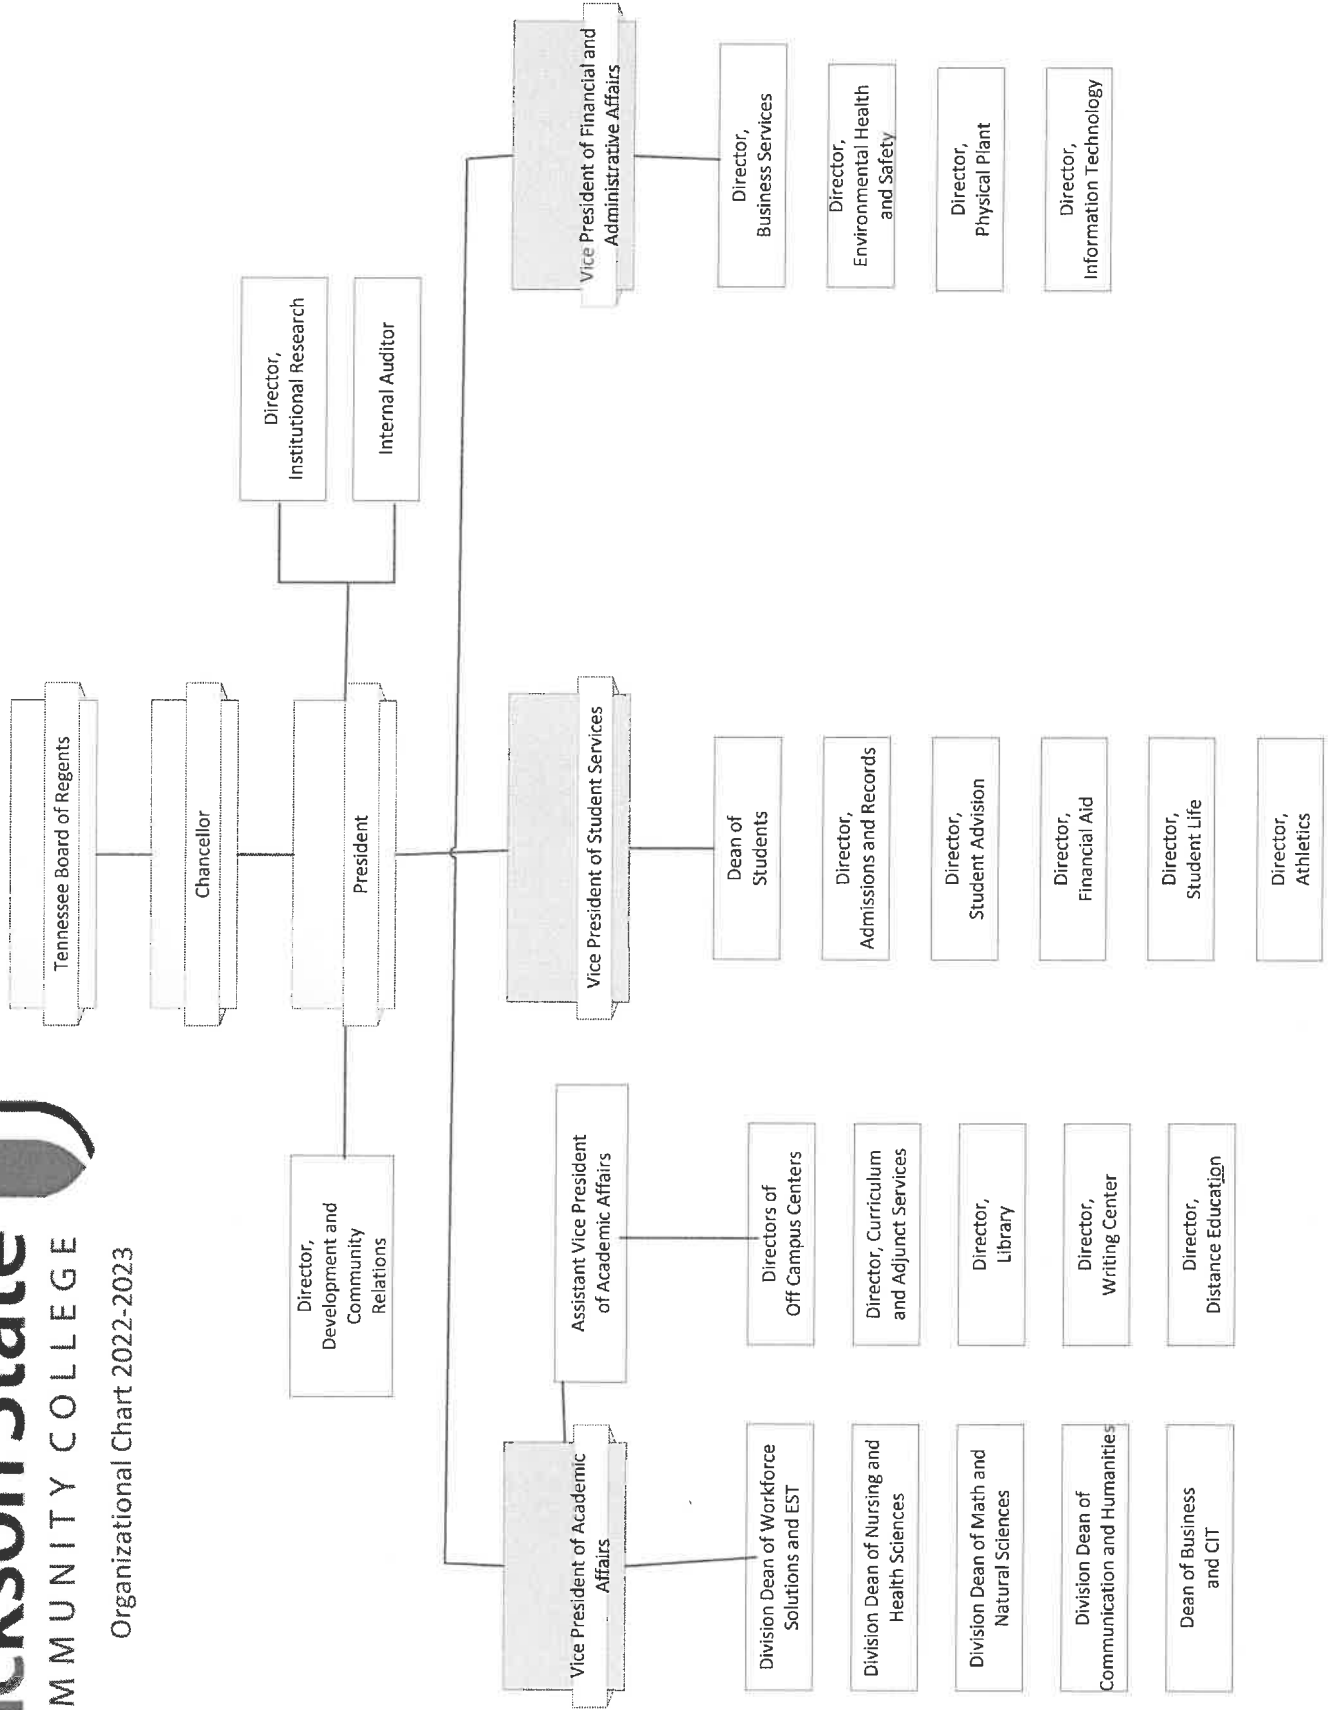 MMUNITY COLLEGE
Organizational Chart 2022-2023
Tennessee Board of Regents
Chancellor
President
Director,
Development and
Community
Relations
Director,
Institutional Research
Internal Auditor
Vice President of Academic
Affairs
Assistant Vice President
of Academic Affairs
Vice President of Student Services
Vice President of Financial and
Administrative Affairs
Division Dean of Workforce
Solutions and EST
Division Dean of Nursing and
Health Sciences
Division Dean of Math and
Natural Sciences
Division Dean of
Communication and Humanities
Dean of Business
and CIT
Directors of
Off Campus Centers
Director, Curriculum
and Adjunct Services
Director,
Library
Director,
Writing Center
Director,
Distance Education
Dean of
Students
Director,
Admissions and Records
Director,
Student Advision
Director,
Financial Aid
Director,
Student Life
Director,
Athletics
Director,
Business Services
Director,
Environmental Health
and Safety
Director,
Physical Plant
Director,
Information Technology